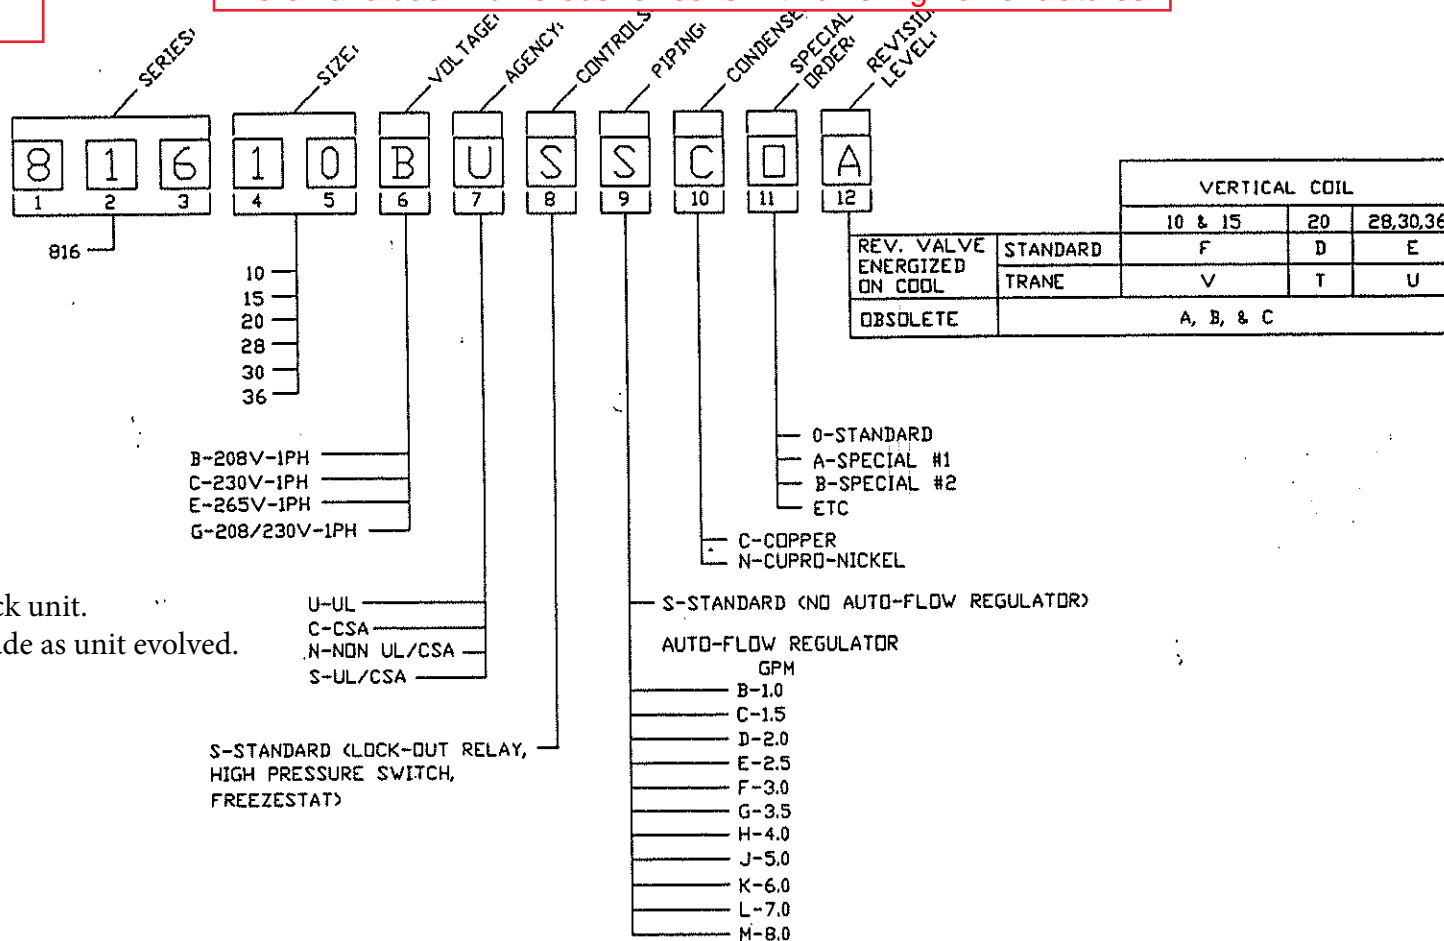 SERIES:
SIZE:
VOLTAGE:
AGENCY:
CONTROLS
PIPING:
CONDENSE
SPECIAL
ORDER:
REVISIO
LEVEL:
8 1 6 1 0 B U S S C 0 A
1 2 3 4 5 6 7 8 9 10 11 12
816
10
15
20
28
30
36
VERTICAL COIL
10 & 15 20 28,30,36
REV. VALVE ENERGIZED ON COOL STANDARD F D E
TRANE V T U
OBSOLETE A, B, & C
B-208V-1PH
C-230V-1PH
E-265V-1PH
G-208/230V-1PH
0-STANDARD
A-SPECIAL #1
B-SPECIAL #2
ETC
C-COPPER
N-CUPRO-NICKEL
ck unit.
ade as unit evolved.
U-UL
C-CSA
N-NON UL/CSA
S-UL/CSA
S-STANDARD (NO AUTO-FLOW REGULATOR)
AUTO-FLOW REGULATOR
GPM
B-1.0
C-1.5
D-2.0
E-2.5
F-3.0
G-3.5
H-4.0
J-5.0
K-6.0
L-7.0
M-8.0
S-STANDARD (LOCK-OUT RELAY,
HIGH PRESSURE SWITCH,
FREEZESTAT)